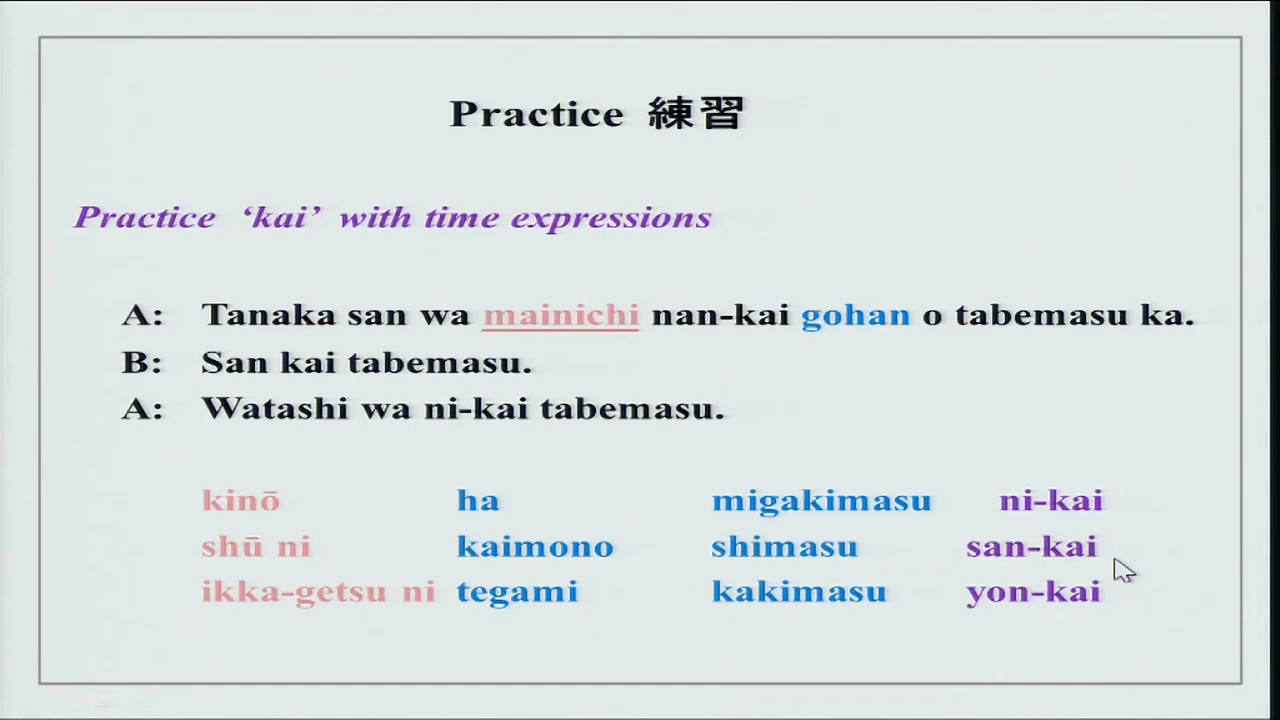 Practice 練習
Practice ‘kai’ with time expressions
A: Tanaka san wa mainichi nan-kai gohan o tabemasu ka.
B: San kai tabemasu.
A: Watashi wa ni-kai tabemasu.
kinō ha migakimasu ni-kai
shū ni kaimono shimasu san-kai
ikka-getsu ni tegami kakimasu yon-kai